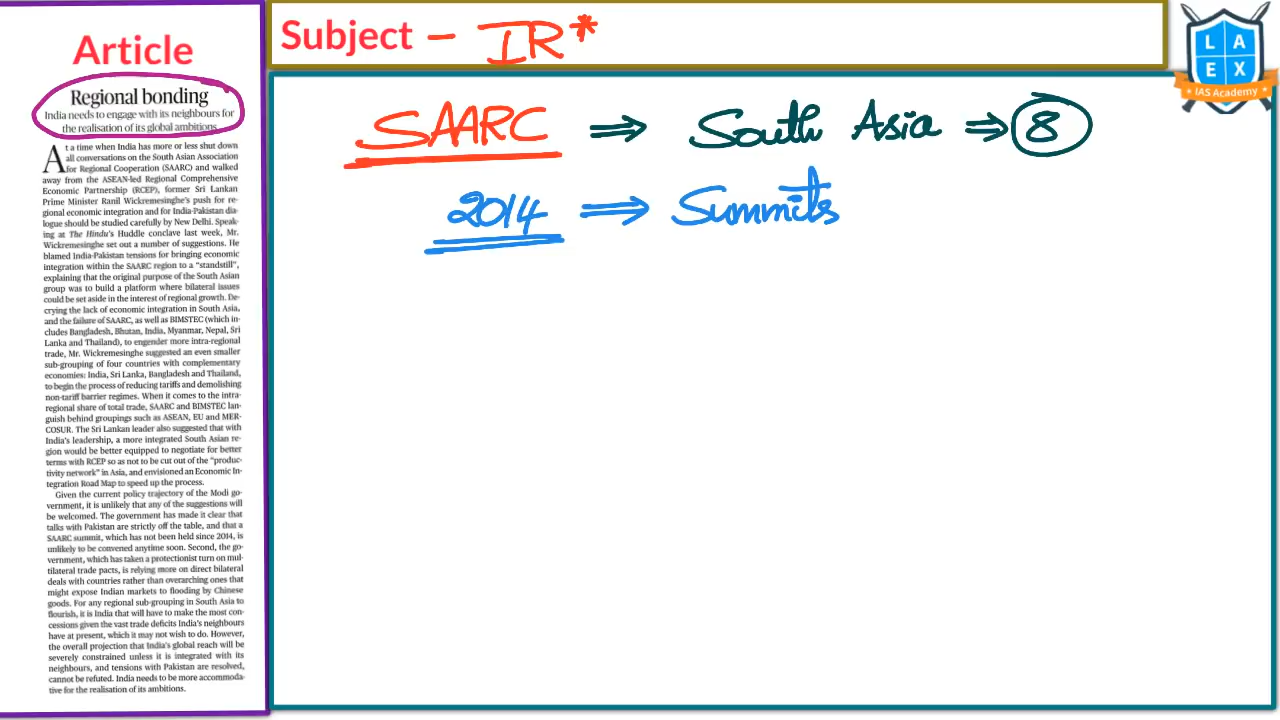 Article
Regional bonding
India needs to engage with its neighbours for
the realisation of its global ambitions
At a time when India has more or less shut down
all conversations on the South Asian Association
for Regional Cooperation (SAARC) and walked
away from the ASEAN-led Regional Comprehensive
Economic Partnership (RCEP), former Sri Lankan
Prime Minister Ranil Wickremesinghe's push for re-
gional economic integration and for India-Pakistan dia-
logue should be studied carefully by New Delhi. Speak-
ing at The Hindu's Huddle conclave last week, Mr.
Wickremesinghe set out a number of suggestions. He
blamed India-Pakistan tensions for bringing economic
integration within the SAARC region to a "standstill",
explaining that the original purpose of the South Asian
group was to build a platform where bilateral issues
could be set aside in the interest of regional growth. De-
crying the lack of economic integration in South Asia,
and the failure of SAARC, as well as BIMSTEC (which in-
cludes Bangladesh, Bhutan, India, Myanmar, Nepal, Sri
Lanka and Thailand), to engender more intra-regional
trade, Mr. Wickremesinghe suggested an even smaller
sub-grouping of four countries with complementary
economies: India, Sri Lanka, Bangladesh and Thailand,
to begin the process of reducing tariffs and demolishing
non-tariff barrier regimes. When it comes to the intra-
regional share of total trade, SAARC and BIMSTEC lan-
guish behind groupings such as ASEAN, EU and MER-
COSUR. The Sri Lankan leader also suggested that with
India's leadership, a more integrated South Asian re-
gion would be better equipped to negotiate for better
terms with RCEP so as not to be cut out of the "produc-
tivity network" in Asia, and envisioned an Economic In-
tegration Road Map to speed up the process.
Given the current policy trajectory of the Modi go-
vernment, it is unlikely that any of the suggestions will
be welcomed. The government has made it clear that
talks with Pakistan are strictly off the table, and that a
SAARC summit, which has not been held since 2014, is
unlikely to be convened anytime soon. Second, the go-
vernment, which has taken a protectionist turn on mul-
tilateral trade pacts, is relying more on direct bilateral
deals with countries rather than overarching ones that
might expose Indian markets to flooding by Chinese
goods. For any regional sub-grouping in South Asia to
flourish, it is India that will have to make the most con-
cessions given the vast trade deficits India's neighbours
have at present, which it may not wish to do. However,
the overall projection that India's global reach will be
severely constrained unless it is integrated with its
neighbours, and tensions with Pakistan are resolved,
cannot be refuted. India needs to be more accommoda-
tive for the realisation of its ambitions.
Subject - IR*
SAARC ⇒ South Asia ⇒ 8
2014 ⇒ Summits
L A
E X
IAS Academy